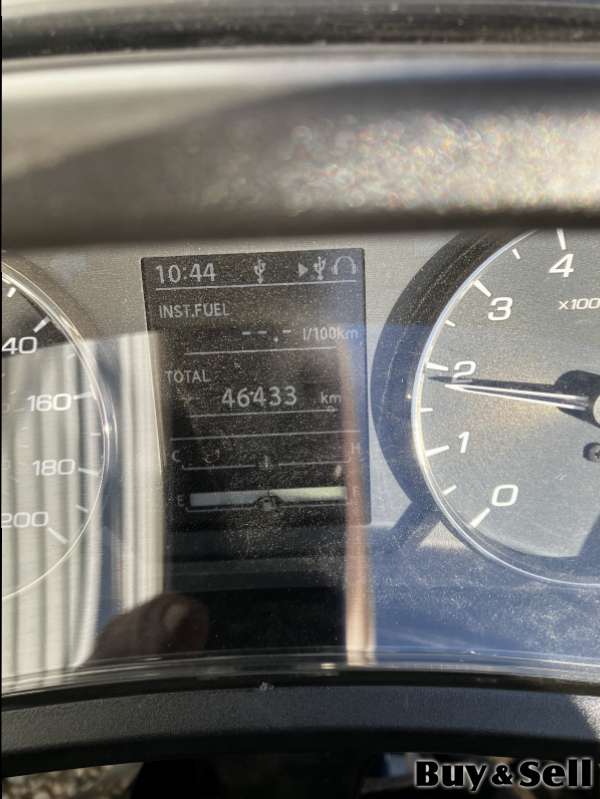 10:44
INST.FUEL
--.- l/100km
TOTAL
46433 km
C H
E F
40
160
180
200
4
3
2
1
0
x100
Buy & Sell